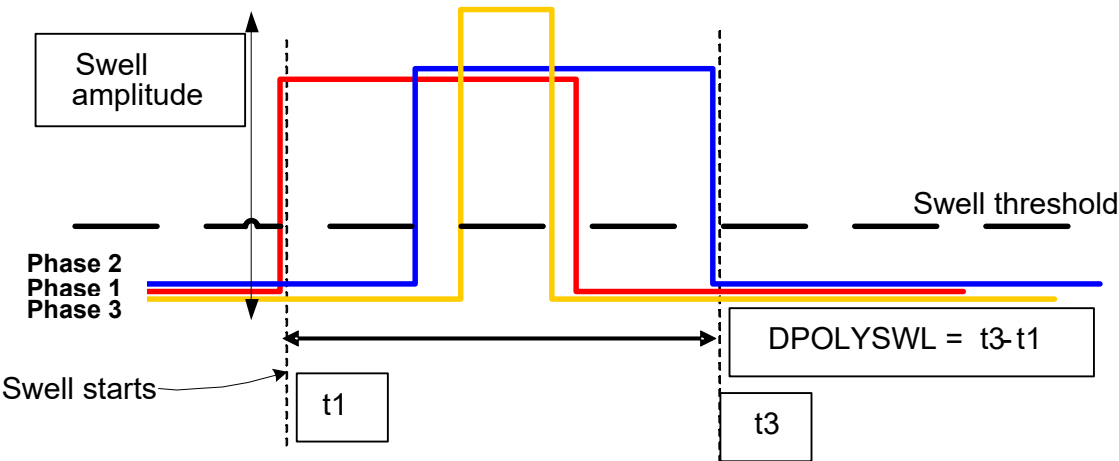 Swell
amplitude
Swell threshold
Phase 2
Phase 1
Phase 3
DPOLYSWL = t3-t1
Swell starts
t1
t3